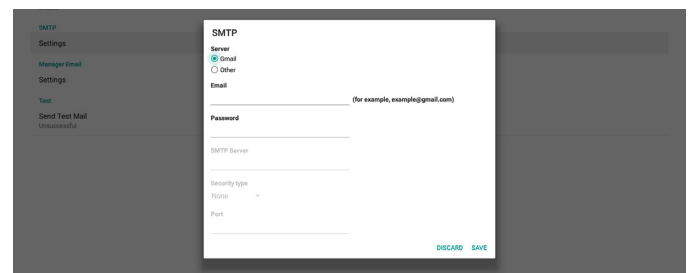 SMTP
Settings
Manager Email
Settings
Test
Send Test Mail
Unsuccessful
SMTP
Server
Gmail
Other
Email
(for example, example@gmail.com)
Password
SMTP Server
Security type
None
Port
DISCARD SAVE